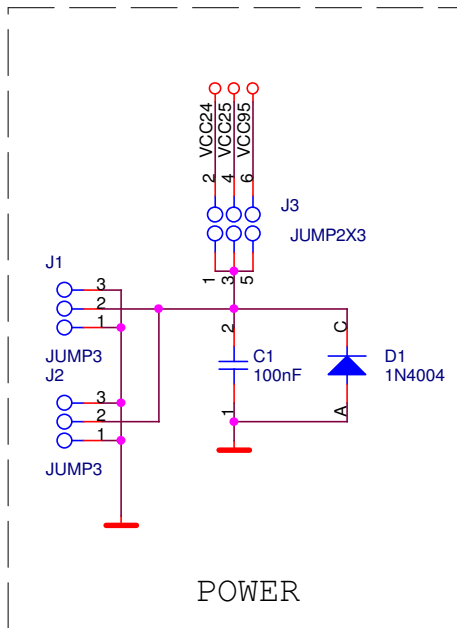 VCC24
VCC25
VCC95
2
4
6
J3
JUMP2X3
1
3
5
J1
3
2
1
JUMP3
J2
3
2
1
JUMP3
2
C1
100nF
1
C
D1
1N4004
A
POWER